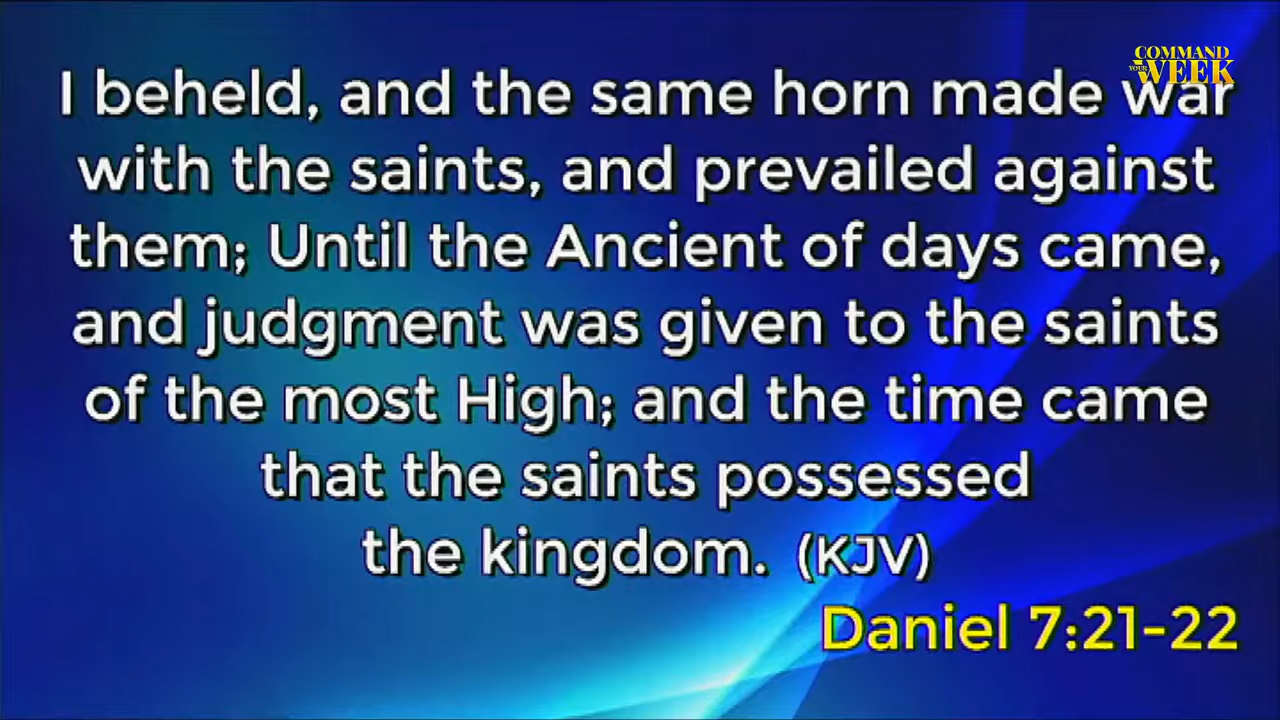 COMMAND
YOUR WEEK
I beheld, and the same horn made war
with the saints, and prevailed against
them; Until the Ancient of days came,
and judgment was given to the saints
of the most High; and the time came
that the saints possessed
the kingdom. (KJV)
Daniel 7:21-22